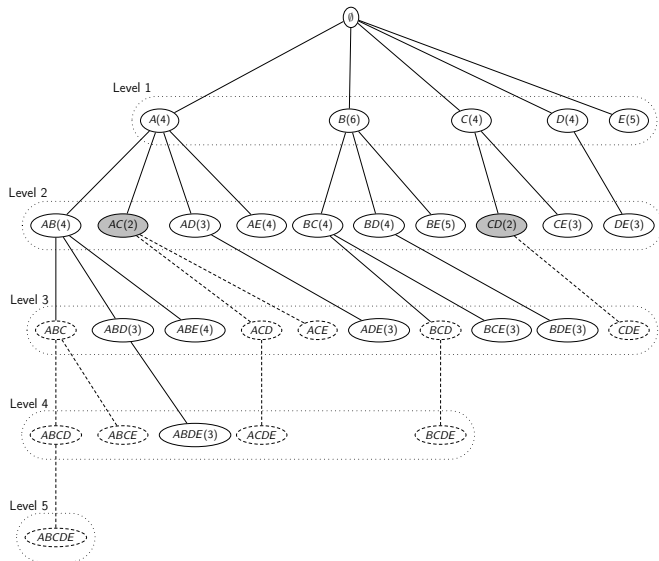 ∅
Level 1
A(4) B(6) C(4) D(4) E(5)
Level 2
AB(4) AC(2) AD(3) AE(4) BC(4) BD(4) BE(5) CD(2) CE(3) DE(3)
Level 3
ABC ABD(3) ABE(4) ACD ACE ADE(3) BCD BCE(3) BDE(3) CDE
Level 4
ABCD ABCE ABDE(3) ACDE BCDE
Level 5
ABCDE